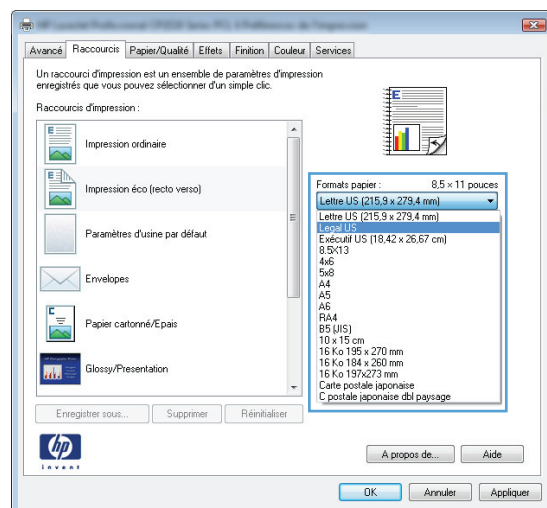 Avancé Raccourcis Papier/Qualité Effets Finition Couleur Services
Un raccourci d'impression est un ensemble de paramètres d'impression
enregistrés que vous pouvez sélectionner d'un simple clic.
Raccourcis d'impression :
Impression ordinaire
Impression éco (recto verso)
Paramètres d'usine par défaut
Envelopes
Papier cartonné/Epais
Glossy/Presentation
Formats papier : 8,5 × 11 pouces
Lettre US (215,9 x 279,4 mm)
Lettre US (215,9 x 279,4 mm)
Legal US
Exécutif US (18,42 x 26,67 cm)
8.5X13
4x6
5x8
A4
A5
A6
RA4
B5 (JIS)
10 x 15 cm
16 Ko 195 x 270 mm
16 Ko 184 x 260 mm
16 Ko 197x273 mm
Carte postale japonaise
C postale japonaise dbl paysage
Enregistrer sous... Supprimer Réinitialiser
hp
invent
A propos de... Aide
OK Annuler Appliquer